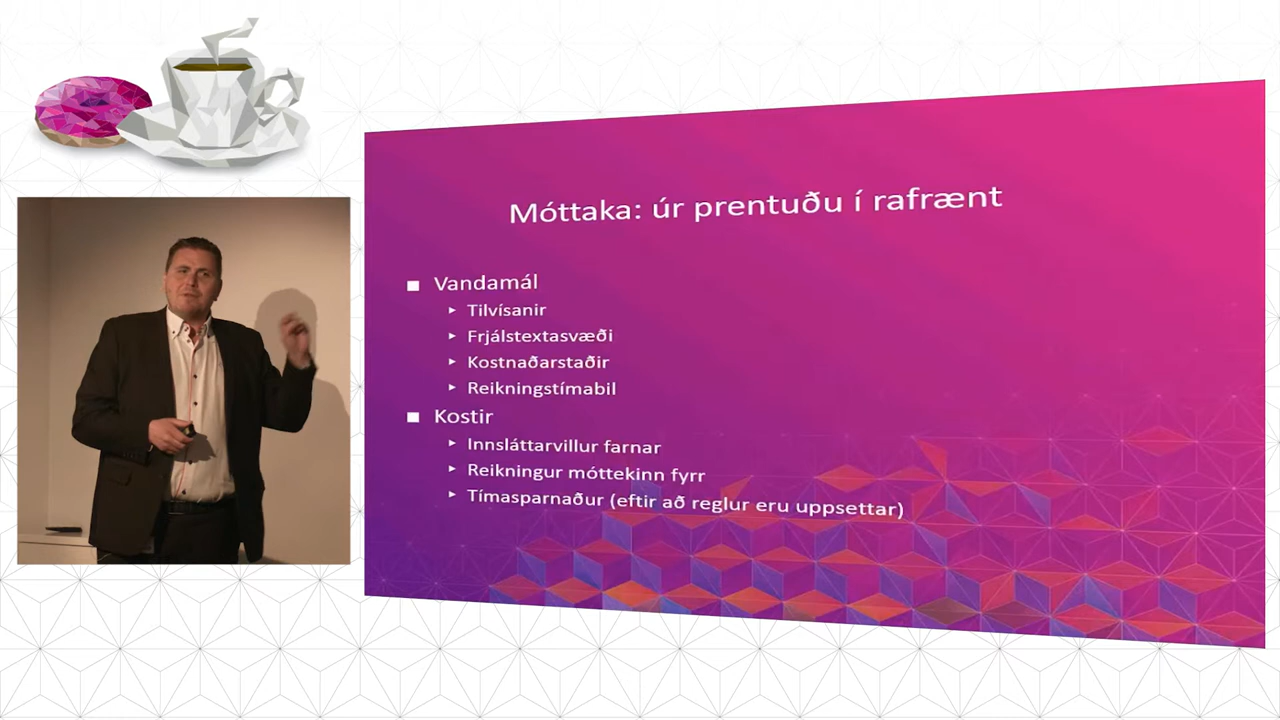 Móttaka: úr prentuðu í rafrænt
Vandamál
Tilvísanir
Frjálstextasvæði
Kostnaðarstaðir
Reikningstímabil
Kostir
Innsláttarvillur farnar
Reikningur móttekinn fyrr
Tímasparnaður (eftir að reglur eru uppsettar)